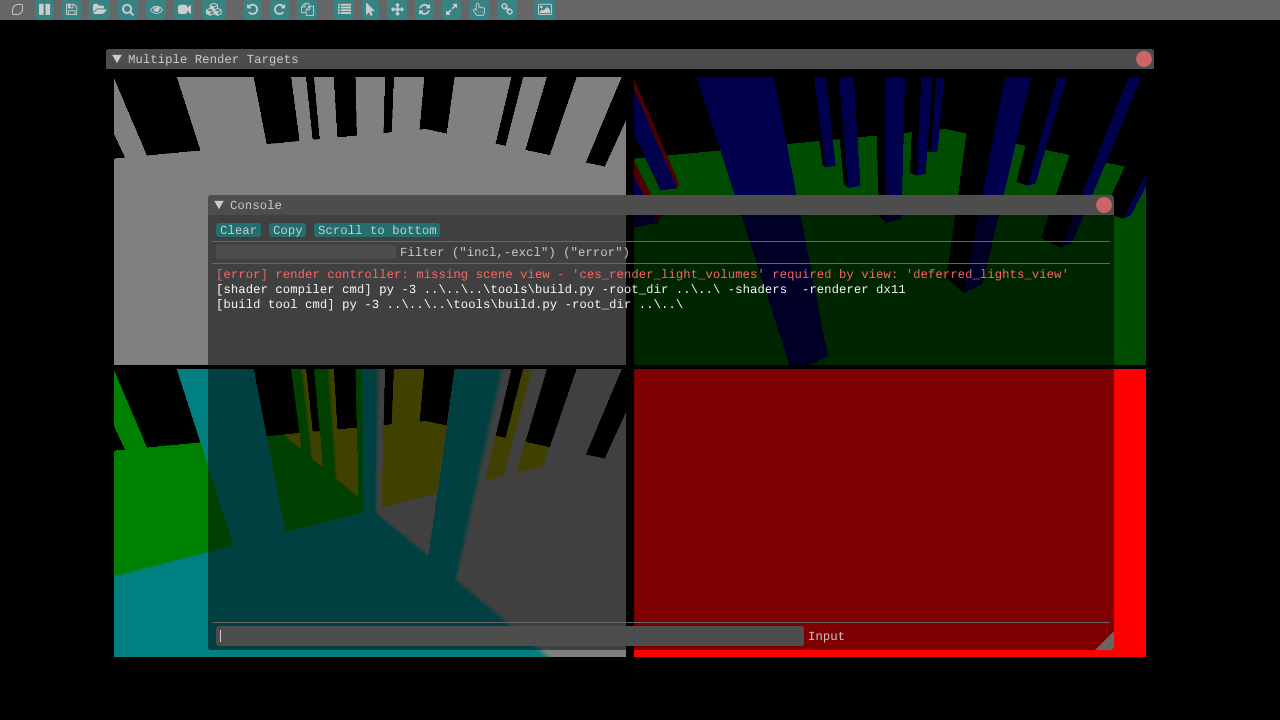 Multiple Render Targets
Console
Clear Copy Scroll to bottom
Filter ("incl,-excl") ("error")
[error] render controller: missing scene view - 'ces_render_light_volumes' required by view: 'deferred_lights_view'
[shader compiler cmd] py -3 ..\..\..\tools\build.py -root_dir ..\..\ -shaders  -renderer dx11
[build tool cmd] py -3 ..\..\..\tools\build.py -root_dir ..\..\
Input